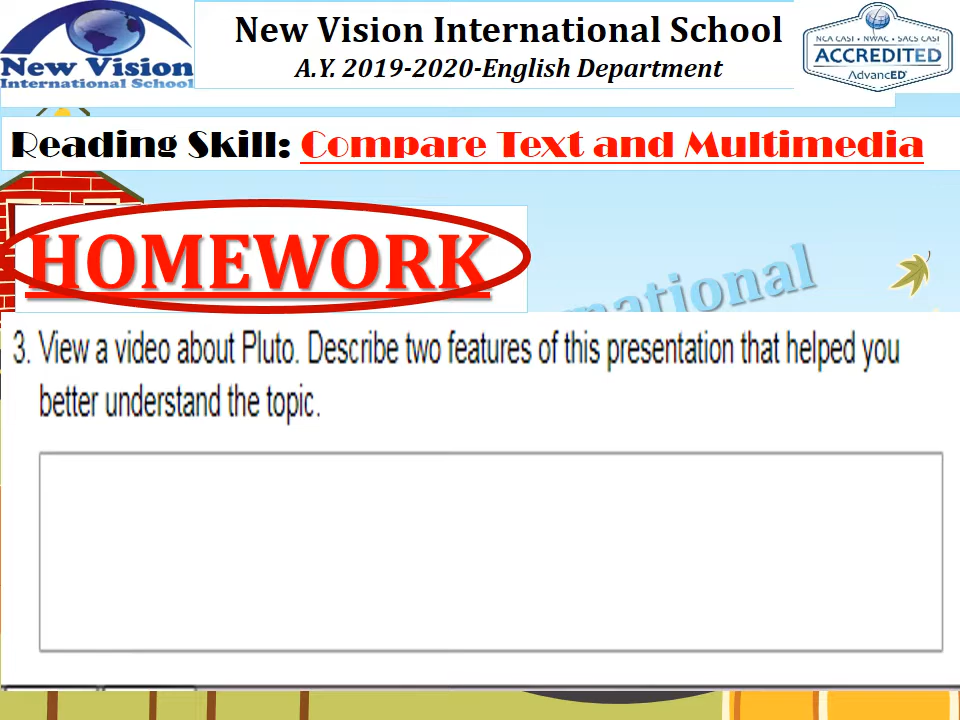 New Vision
International School
New Vision International School
A.Y. 2019-2020-English Department
NCA CASI · NWAC · SACS CASI
ACCREDITED
AdvancED®
Reading Skill: Compare Text and Multimedia
HOMEWORK
national
3. View a video about Pluto. Describe two features of this presentation that helped you
better understand the topic.